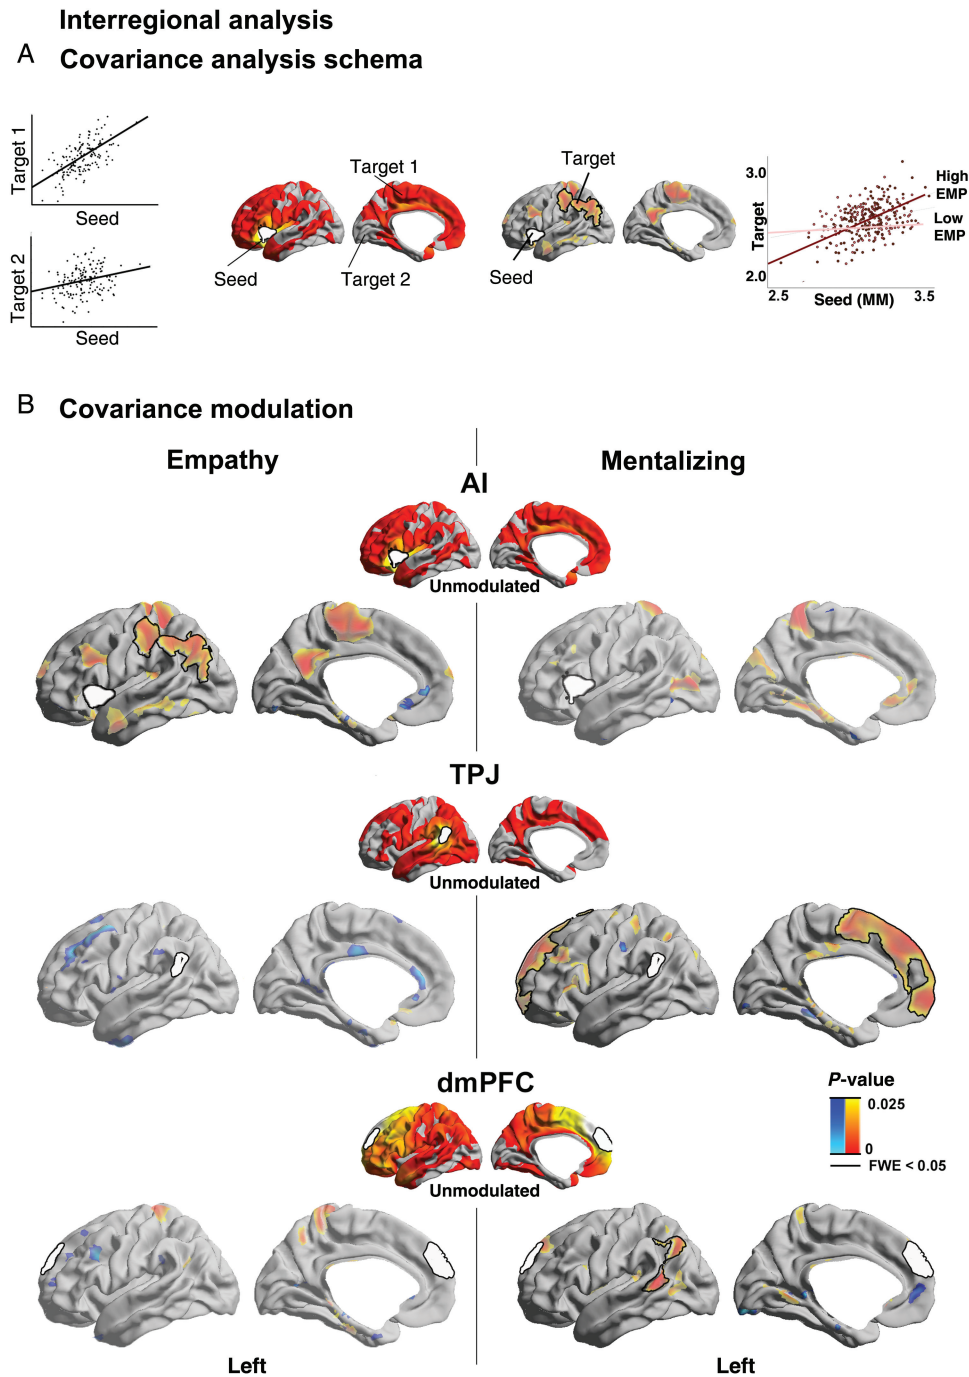 Interregional analysis
A Covariance analysis schema
Target 1
Seed
Target 2
Seed
Target 1
Seed
Target 2
Target
Seed
3.0
Target
2.0
2.5
Seed (MM)
3.5
High
EMP
Low
EMP
B Covariance modulation
Empathy
Mentalizing
AI
Unmodulated
TPJ
Unmodulated
dmPFC
Unmodulated
P-value
0.025
0
FWE < 0.05
Left
Left